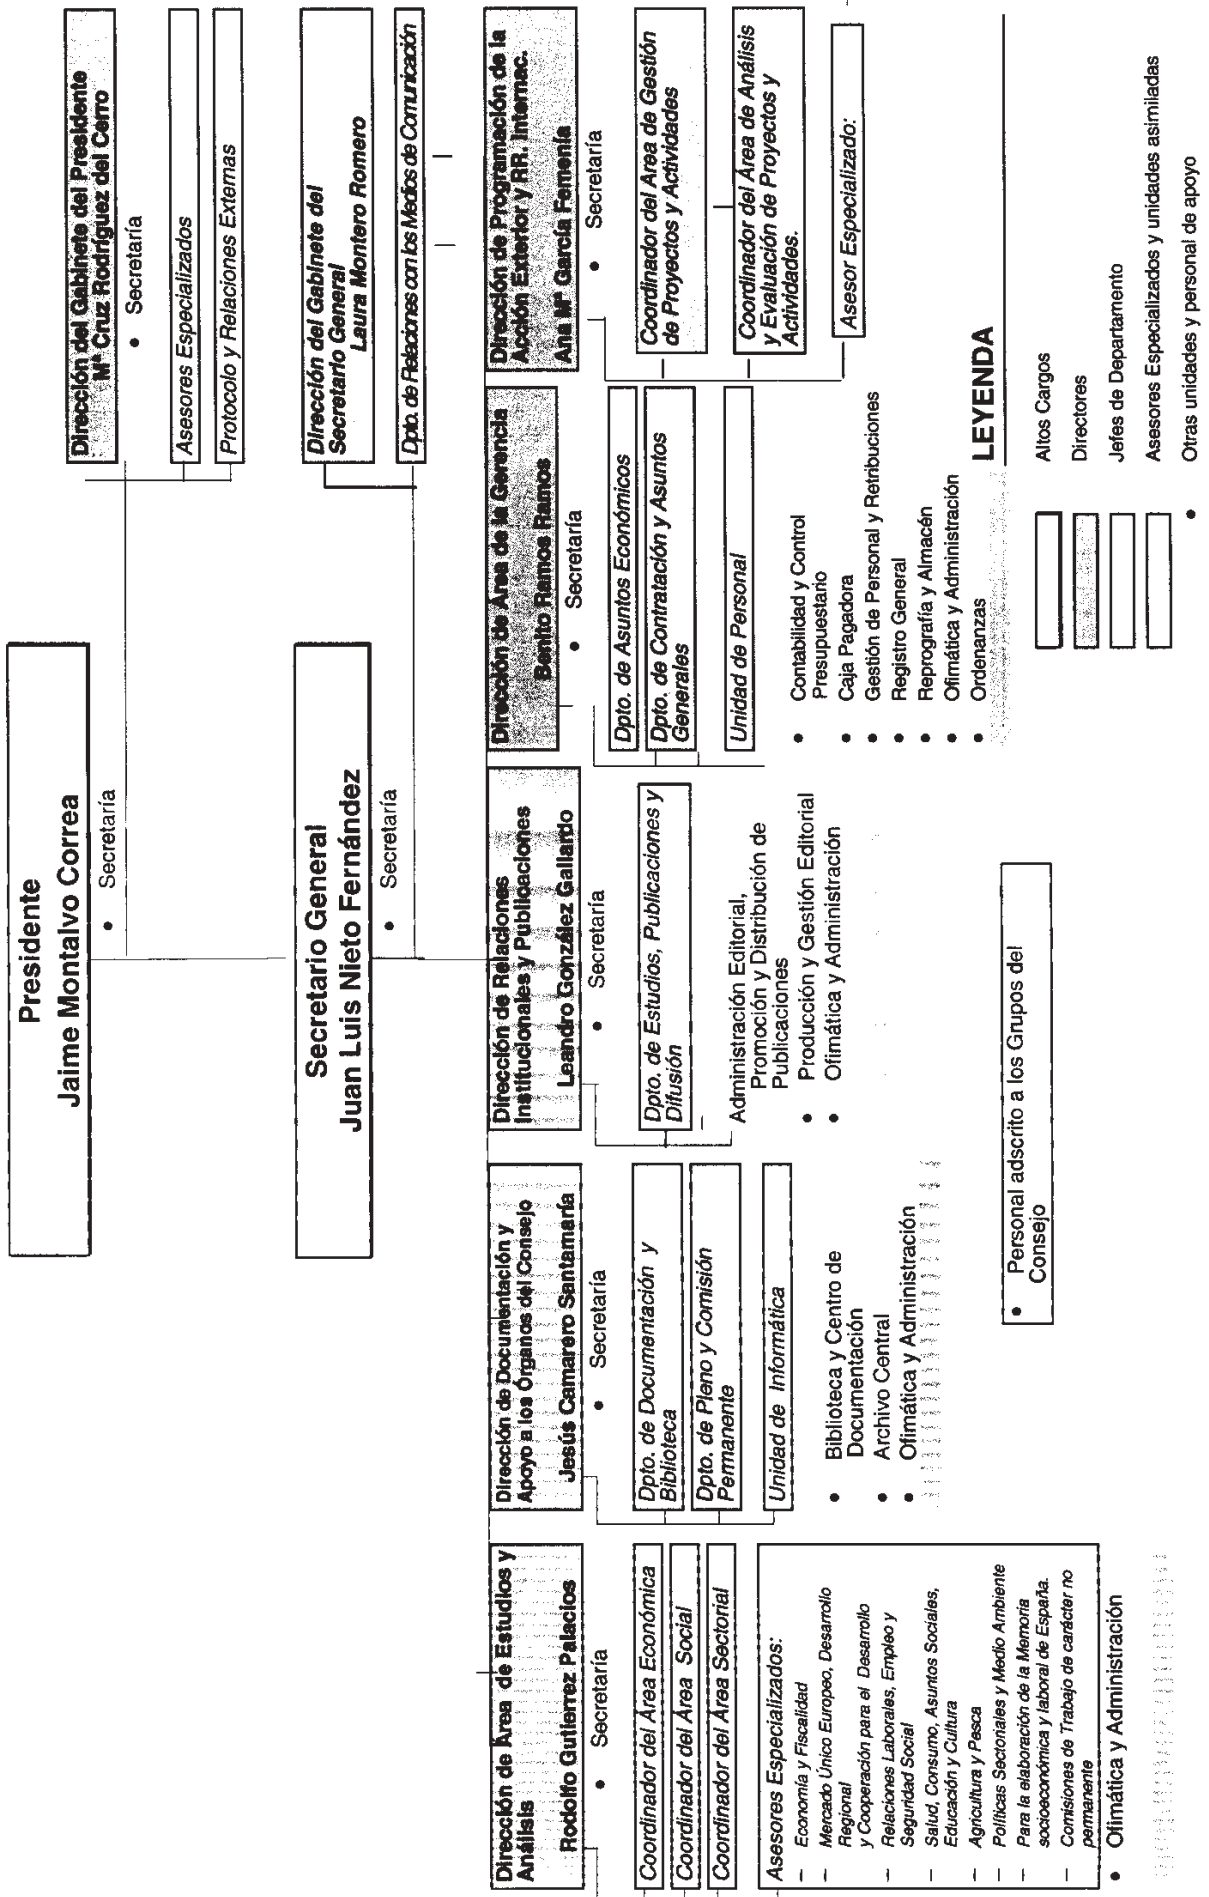 Presidente
Jaime Montalvo Correa
• Secretaría
Dirección del Gabinete del Presidente
Mª Cruz Rodríguez del Cerro
• Secretaría
Asesores Especializados
Protocolo y Relaciones Externas
Secretario General
Juan Luis Nieto Fernández
• Secretaría
Dirección del Gabinete del
Secretario General
Laura Montero Romero
Dpto. de Relaciones con los Medios de Comunicación
Dirección de Área de Estudios y
Análisis
Rodolfo Gutierrez Palacios
• Secretaría
Coordinador del Área Económica
Coordinador del Área Social
Coordinador del Área Sectorial
Asesores Especializados:
– Economía y Fiscalidad
– Mercado Único Europeo, Desarrollo
Regional
y Cooperación para el Desarrollo
– Relaciones Laborales, Empleo y
Seguridad Social
– Salud, Consumo, Asuntos Sociales,
Educación y Cultura
– Agricultura y Pesca
– Políticas Sectoriales y Medio Ambiente
– Para la elaboración de la Memoria
socioeconómica y laboral de España.
– Comisiones de Trabajo de carácter no
permanente
• Ofimática y Administración
Dirección de Documentación y
Apoyo a los Órganos del Consejo
Jesús Camarero Santamaría
• Secretaría
Dpto. de Documentación y
Biblioteca
Dpto. de Pleno y Comisión
Permanente
Unidad de Informática
• Biblioteca y Centro de
Documentación
• Archivo Central
• Ofimática y Administración
Dirección de Relaciones
Institucionales y Publicaciones
Leandro González Gallardo
• Secretaría
Dpto. de Estudios, Publicaciones y
Difusión
Administración Editorial,
Promoción y Distribución de
Publicaciones
• Producción y Gestión Editorial
• Ofimática y Administración
Dirección de Área de la Gerencia
Benito Ramos Ramos
• Secretaría
Dpto. de Asuntos Económicos
Dpto. de Contratación y Asuntos
Generales
Unidad de Personal
• Contabilidad y Control
Presupuestario
• Caja Pagadora
• Gestión de Personal y Retribuciones
• Registro General
• Reprografía y Almacén
• Ofimática y Administración
• Ordenanzas
Dirección de Programación de la
Acción Exterior y RR. Internac.
Ana Mª García Femenía
• Secretaría
Coordinador del Area de Gestión
de Proyectos y Actividades
Coordinador del Área de Análisis
y Evaluación de Proyectos y
Actividades.
Asesor Especializado:
• Personal adscrito a los Grupos del
Consejo
LEYENDA
Altos Cargos
Directores
Jefes de Departamento
Asesores Especializados y unidades asimiladas
• Otras unidades y personal de apoyo